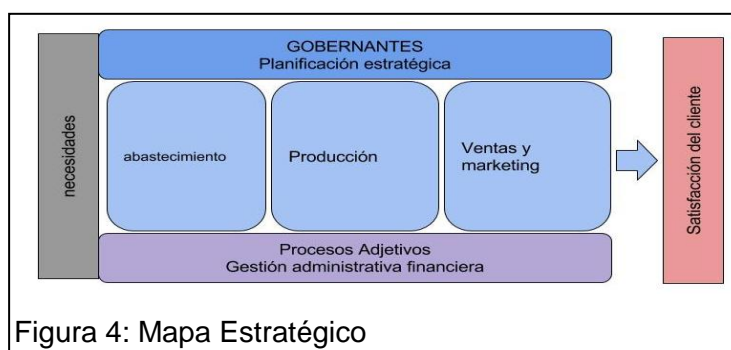 GOBERNANTES
Planificación estratégica
necesidades
abastecimiento
Producción
Ventas y
marketing
Satisfacción del cliente
Procesos Adjetivos
Gestión administrativa financiera
Figura 4: Mapa Estratégico